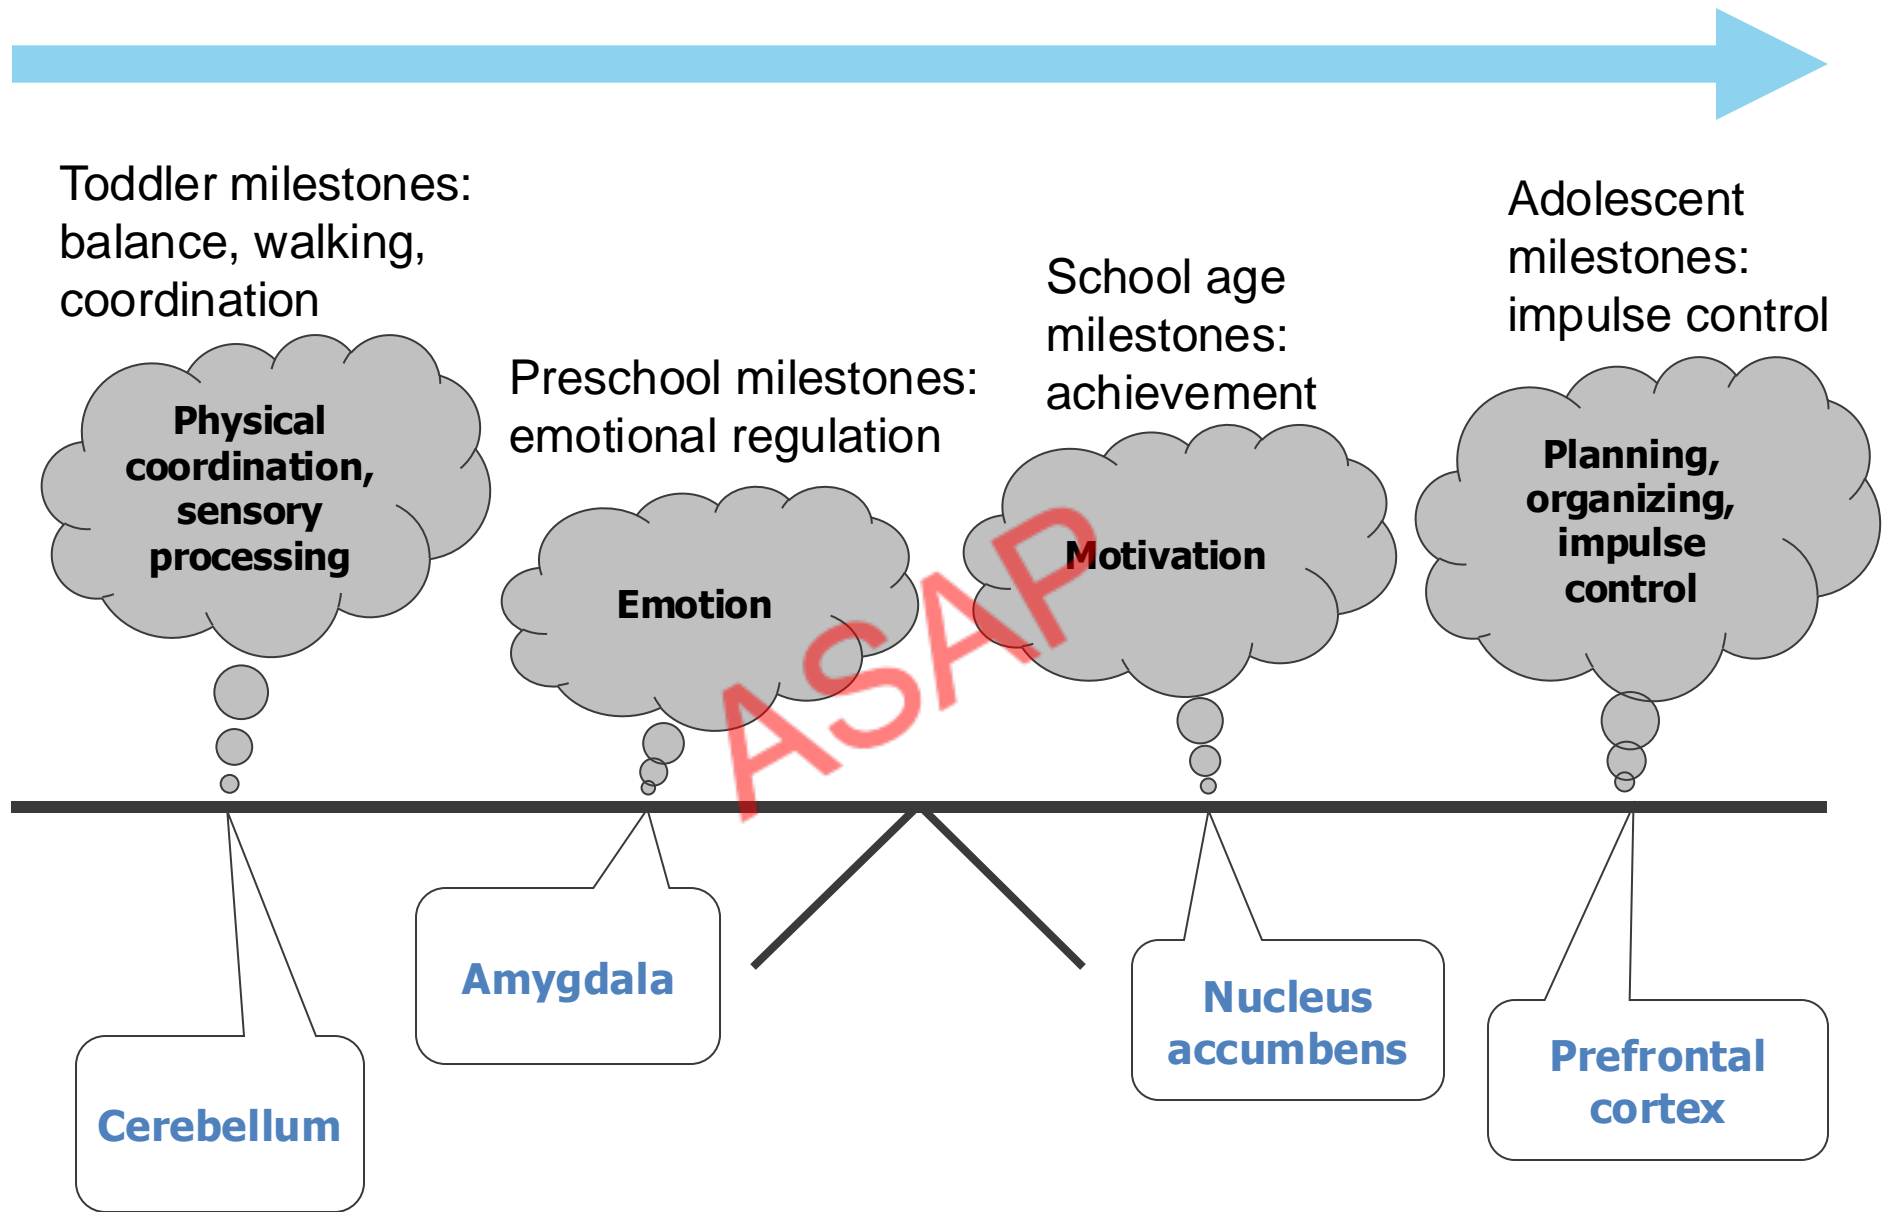 Toddler milestones:
balance, walking,
coordination
Physical
coordination,
sensory
processing
Preschool milestones:
emotional regulation
Emotion
School age
milestones:
achievement
Motivation
Adolescent
milestones:
impulse control
Planning,
organizing,
impulse
control
ASAP
Cerebellum
Amygdala
Nucleus
accumbens
Prefrontal
cortex